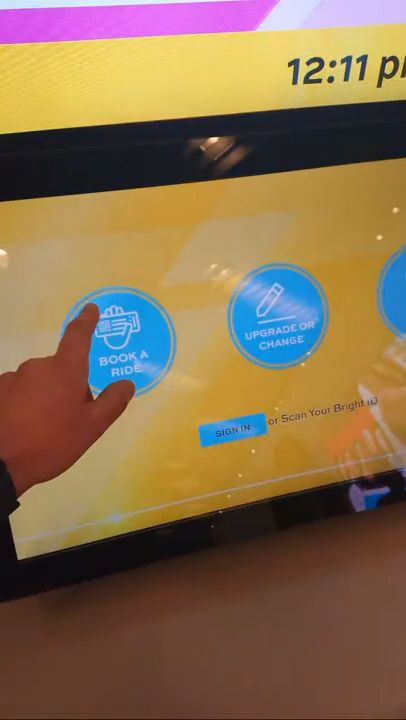 12:11 p
BOOK A
RIDE
UPGRADE OR
CHANGE
SIGN IN or Scan Your Bright ID